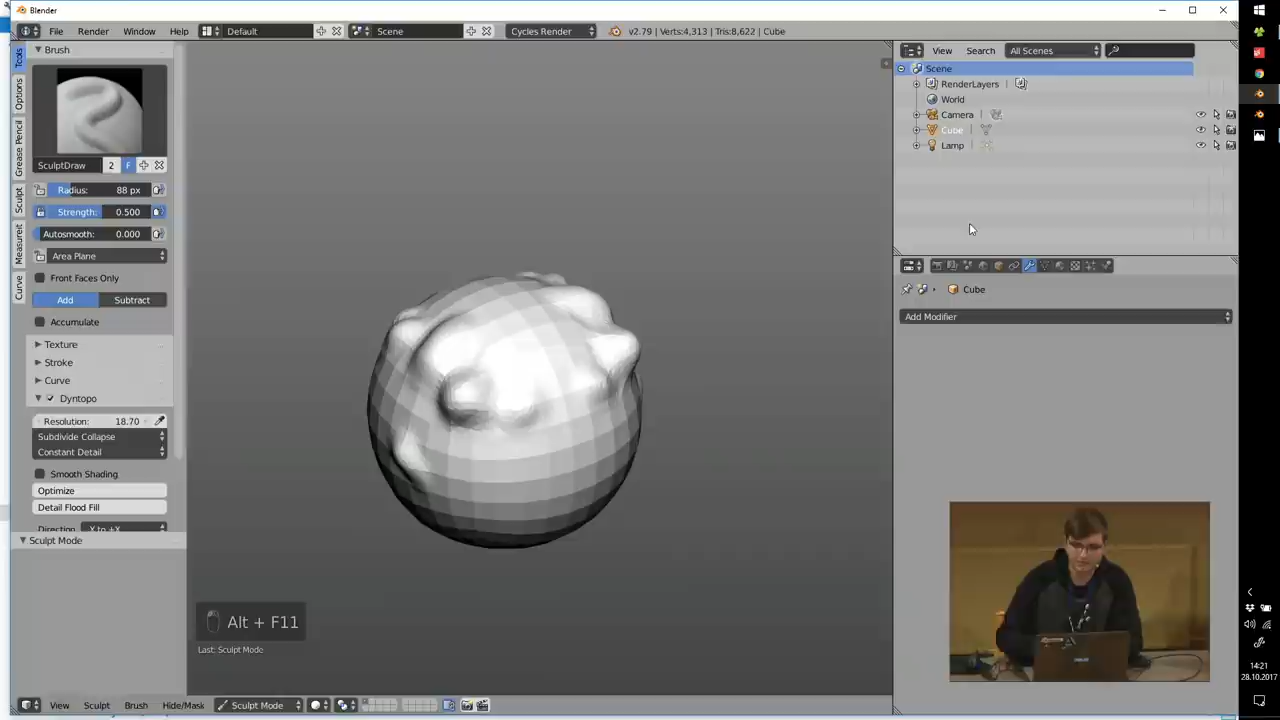 Blender
File Render Window Help Default Scene Cycles Render v2.79 | Verts:4,313 | Tris:8,622 | Cube
Brush
SculptDraw 2 F
Radius: 88 px
Strength: 0.500
Autosmooth: 0.000
Area Plane
Front Faces Only
Add Subtract
Accumulate
Texture
Stroke
Curve
Dyntopo
Resolution: 18.70
Subdivide Collapse
Constant Detail
Smooth Shading
Optimize
Detail Flood Fill
Direction X to +X
Sculpt Mode
Tools
Options
Grease Pencil
Sculpt
Measureit
Curve
Alt + F11
Last: Sculpt Mode
View Sculpt Brush Hide/Mask Sculpt Mode
View Search All Scenes
Scene
RenderLayers
World
Camera
Cube
Lamp
Cube
Add Modifier
14:21
28.10.2017